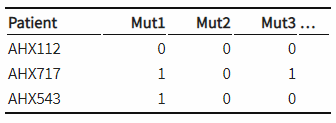 Patient Mut1 Mut2 Mut3 ...
AHX112 0 0 0
AHX717 1 0 1
AHX543 1 0 0